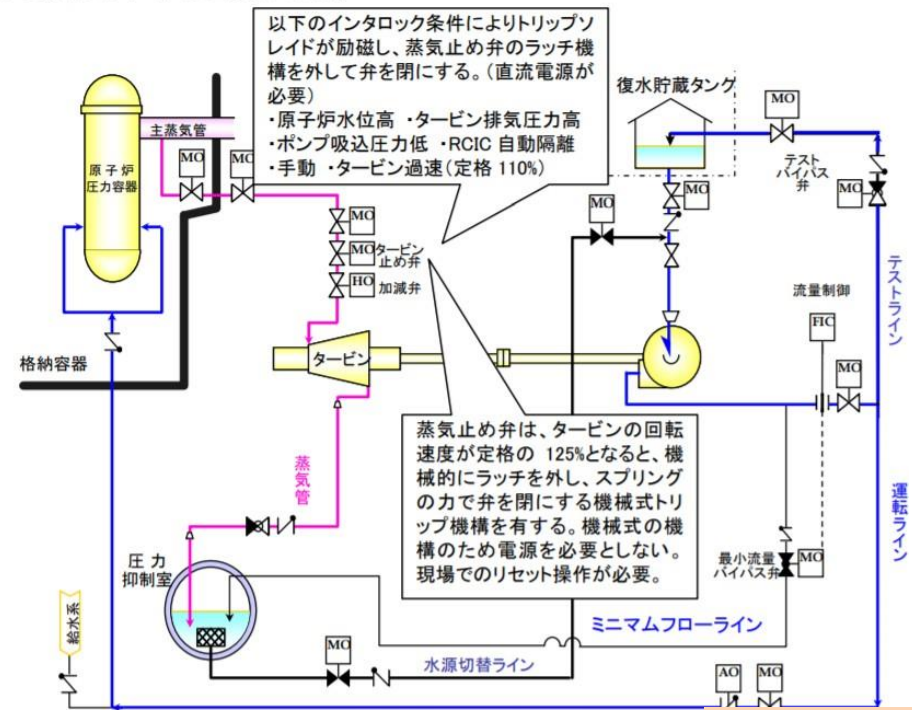 以下のインタロック条件によりトリップソ
レイドが励磁し、蒸気止め弁のラッチ機
構を外して弁を閉にする。(直流電源が
必要)
・原子炉水位高 ・タービン排気圧力高
・ポンプ吸込圧力低 ・RCIC 自動隔離
・手動 ・タービン過速(定格 110%)
復水貯蔵タンク
MO
主蒸気管
MO
MO
原子炉
圧力容器
テスト
バイパス
弁
MO
MO
MO
MO
MO
タービン
止め弁
HO
加減弁
テストライン
流量制御
FIC
MO
格納容器
タービン
蒸気止め弁は、タービンの回転
速度が定格の 125%となると、機
械的にラッチを外し、スプリング
の力で弁を閉にする機械式トリ
ップ機構を有する。機械式の機
構のため電源を必要としない。
現場でのリセット操作が必要。
蒸気管
運転ライン
圧力
抑制室
最小流量
バイパス弁
MO
ミニマムフローライン
給水系
MO
水源切替ライン
AO
MO